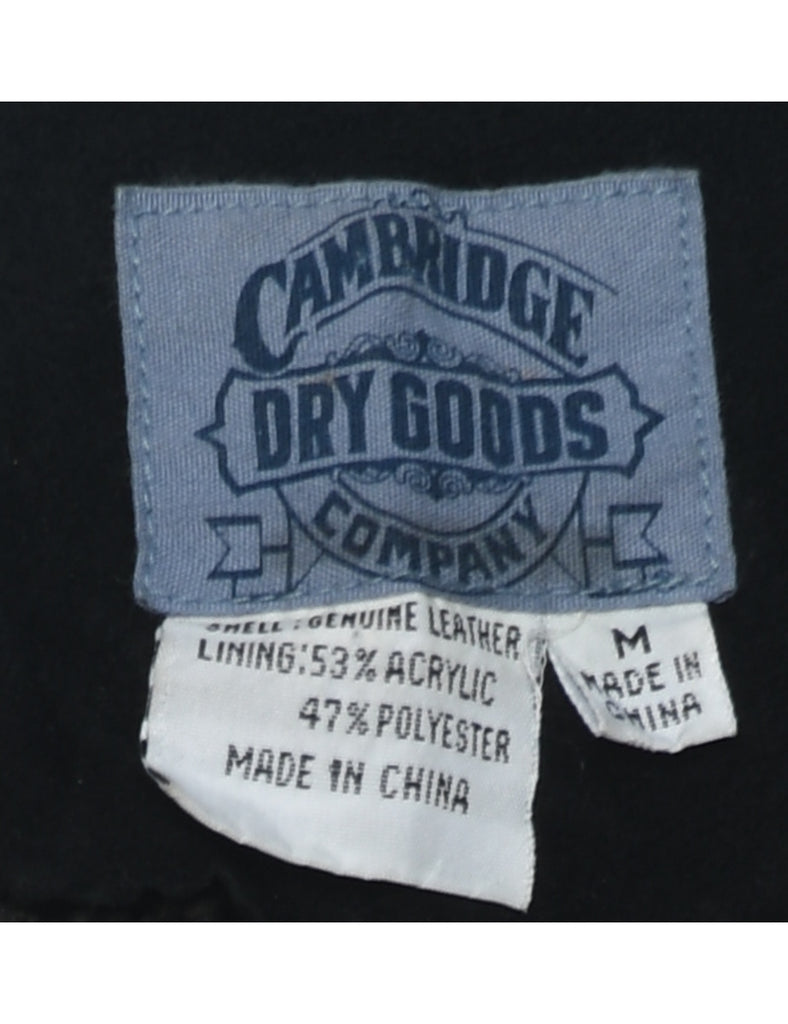 CAMBRIDGE
DRY GOODS
COMPANY
SHELL : GENUINE LEATHER
LINING:53% ACRYLIC
47% POLYESTER
MADE IN CHINA
M
MADE IN
CHINA